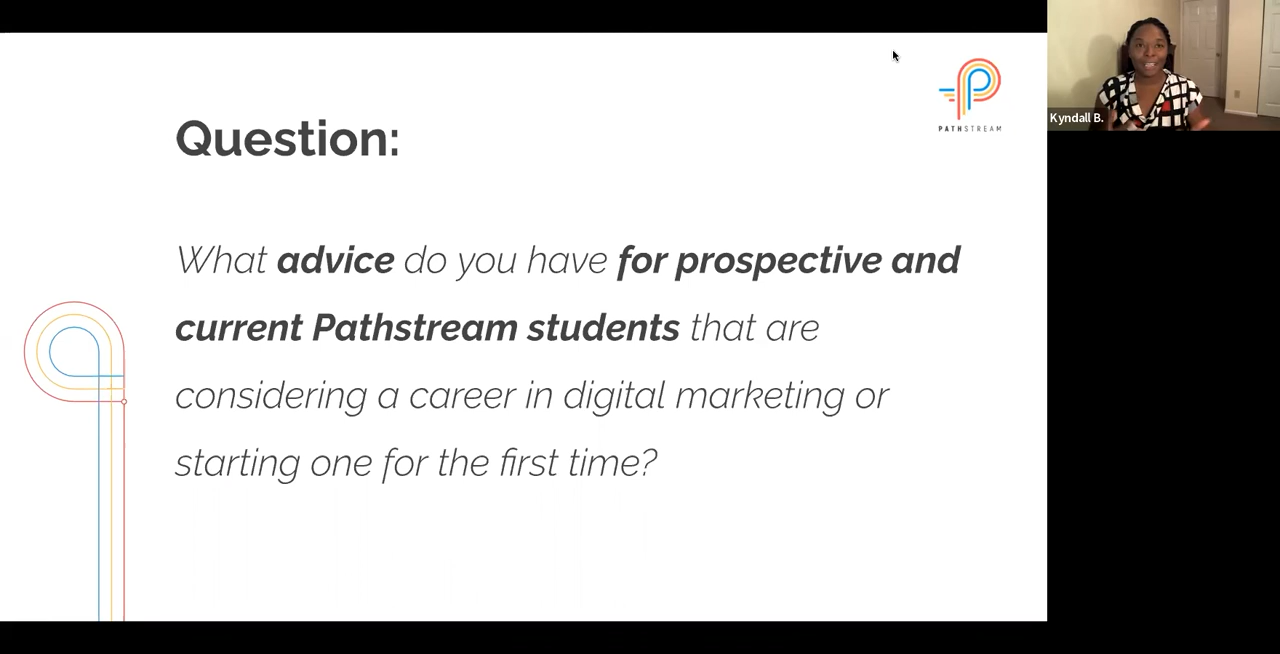 PATHSTREAM
Kyndall B.
Question:
What advice do you have for prospective and
current Pathstream students that are
considering a career in digital marketing or
starting one for the first time?